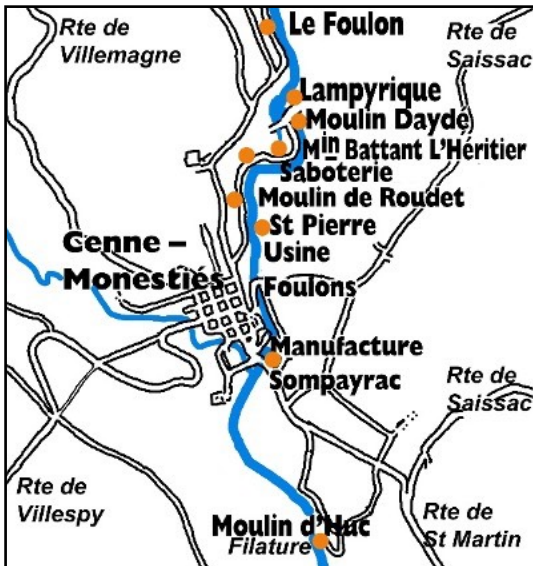 Le Foulon
Rte de
Villemagne
Rte de
Saissac
Lampyrique
Moulin Dayde
Min Battant L'Héritier
Saboterie
Moulin de Roudet
St Pierre
Usine
Cenne –
Monestiés
Foulons
Manufacture
Sompayrac
Rte de
Saissac
Rte de
Villespy
Rte de
St Martin
Moulin d'Huc
Filature